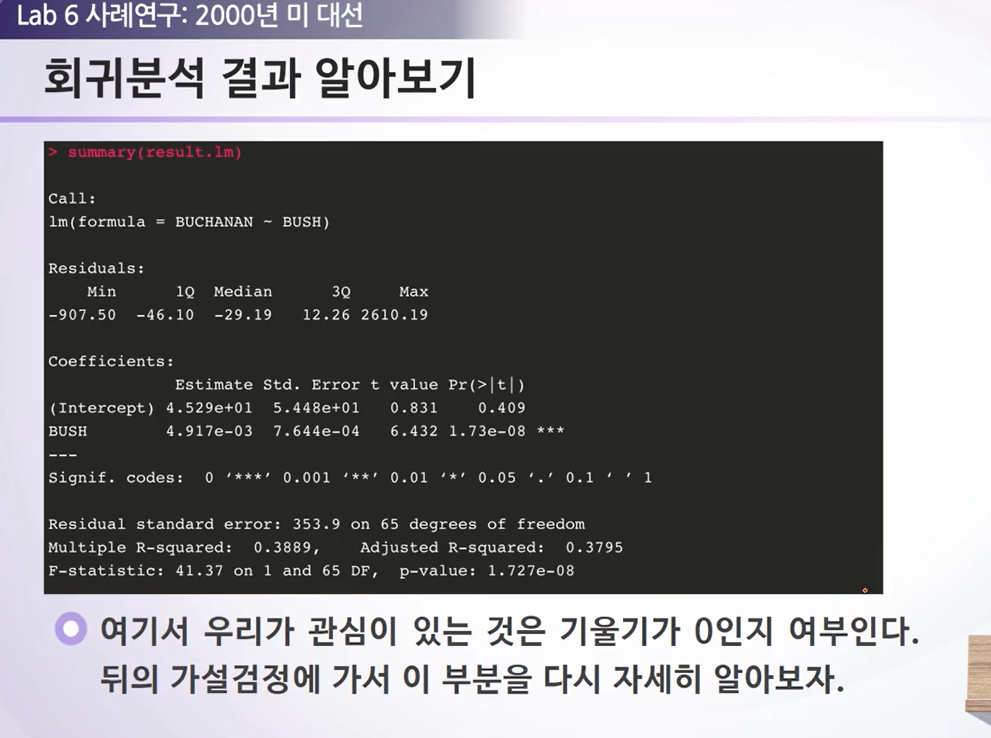 Lab 6 사례연구: 2000년 미 대선
회귀분석 결과 알아보기
> summary(result.lm)
Call:
lm(formula = BUCHANAN ~ BUSH)
Residuals:
Min 1Q Median 3Q Max
-907.50 -46.10 -29.19 12.26 2610.19
Coefficients:
Estimate Std. Error t value Pr(>|t|)
(Intercept) 4.529e+01 5.448e+01 0.831 0.409
BUSH 4.917e-03 7.644e-04 6.432 1.73e-08 ***
---
Signif. codes: 0 ‘***’ 0.001 ‘**’ 0.01 ‘*’ 0.05 ‘.’ 0.1 ‘ ’ 1
Residual standard error: 353.9 on 65 degrees of freedom
Multiple R-squared: 0.3889, Adjusted R-squared: 0.3795
F-statistic: 41.37 on 1 and 65 DF, p-value: 1.727e-08
여기서 우리가 관심이 있는 것은 기울기가 0인지 여부인다.
뒤의 가설검정에 가서 이 부분을 다시 자세히 알아보자.